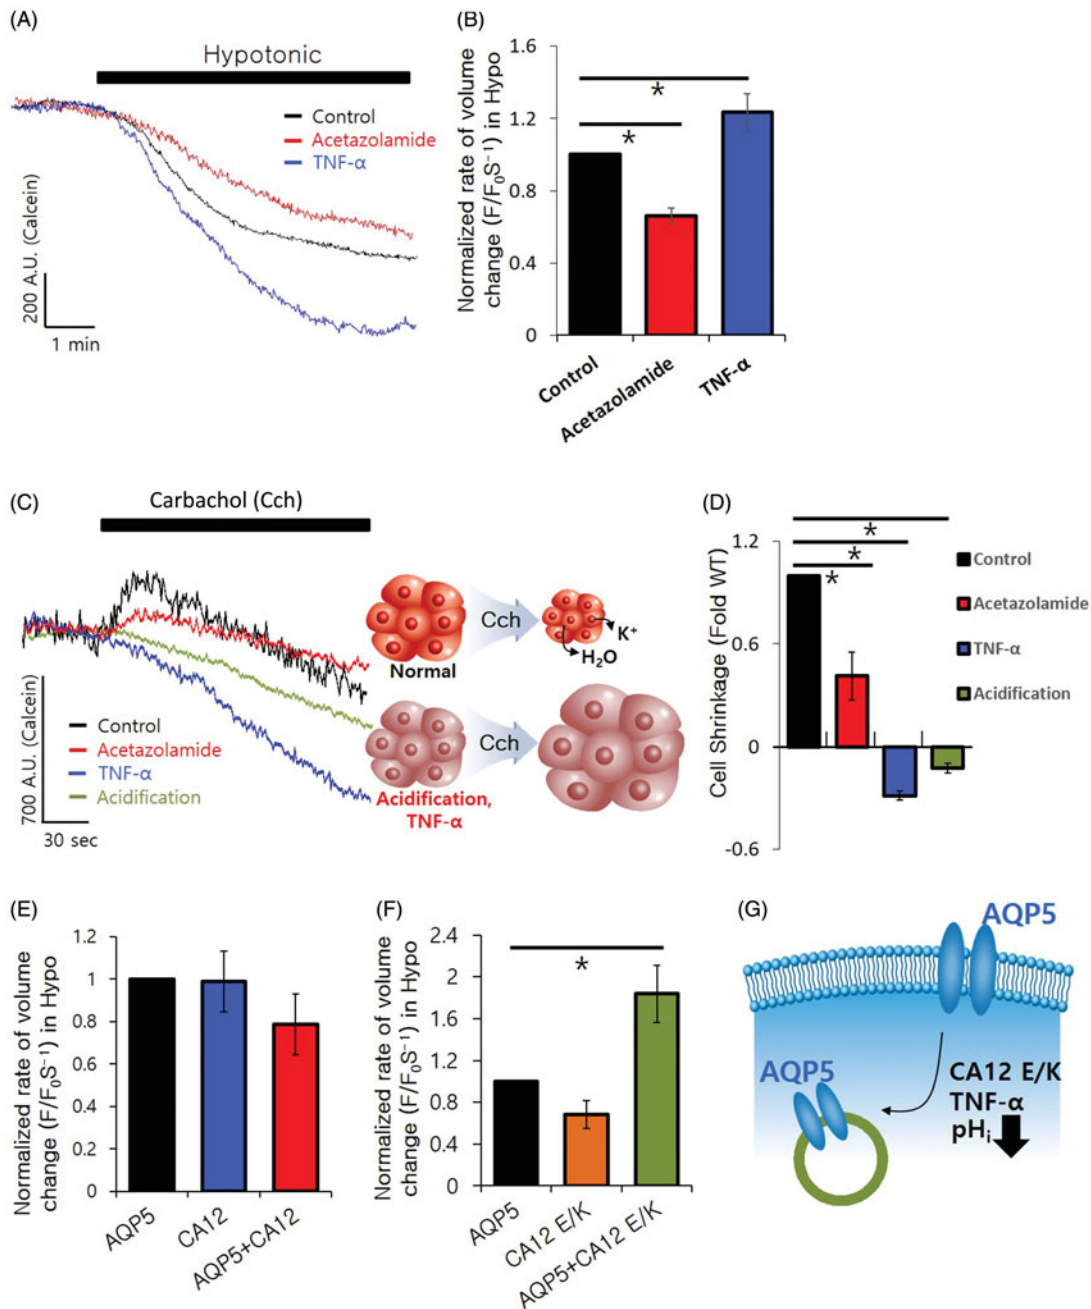 (A)
Hypotonic
Control
Acetazolamide
TNF-α
200 A.U. (Calcein)
1 min
(B)
Normalized rate of volume
change (F/F₀S⁻¹) in Hypo
1.6
1.2
0.8
0.4
0
*
*
Control
Acetazolamide
TNF-α
(C)
Carbachol (Cch)
Control
Acetazolamide
TNF-α
Acidification
700 A.U. (Calcein)
30 sec
Cch
Normal
K⁺
H₂O
Cch
Acidification,
TNF-α
(D)
Cell Shrinkage (Fold WT)
1.2
0.6
0
-0.6
*
*
*
Control
Acetazolamide
TNF-α
Acidification
(E)
Normalized rate of volume
change (F/F₀S⁻¹) in Hypo
1.2
1
0.8
0.6
0.4
0.2
0
AQP5
CA12
AQP5+CA12
(F)
Normalized rate of volume
change (F/F₀S⁻¹) in Hypo
2.4
2
1.6
1.2
0.8
0.4
0
*
AQP5
CA12 E/K
AQP5+CA12 E/K
(G)
AQP5
AQP5
CA12 E/K
TNF-α
pHᵢ